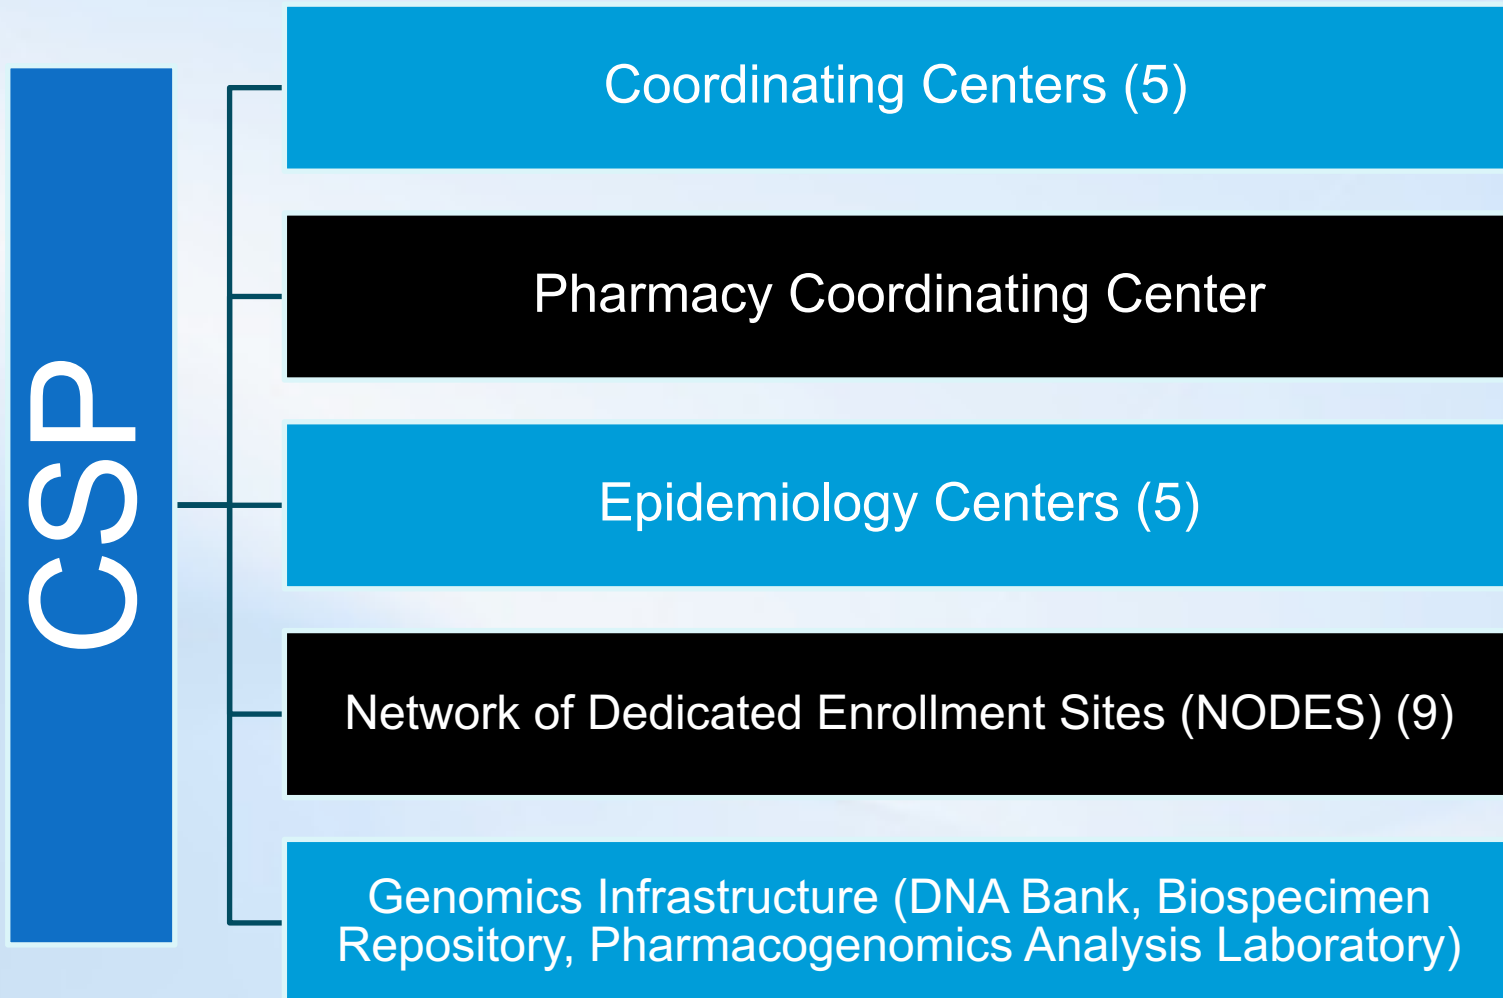 CSP
Coordinating Centers (5)
Pharmacy Coordinating Center
Epidemiology Centers (5)
Network of Dedicated Enrollment Sites (NODES) (9)
Genomics Infrastructure (DNA Bank, Biospecimen
Repository, Pharmacogenomics Analysis Laboratory)